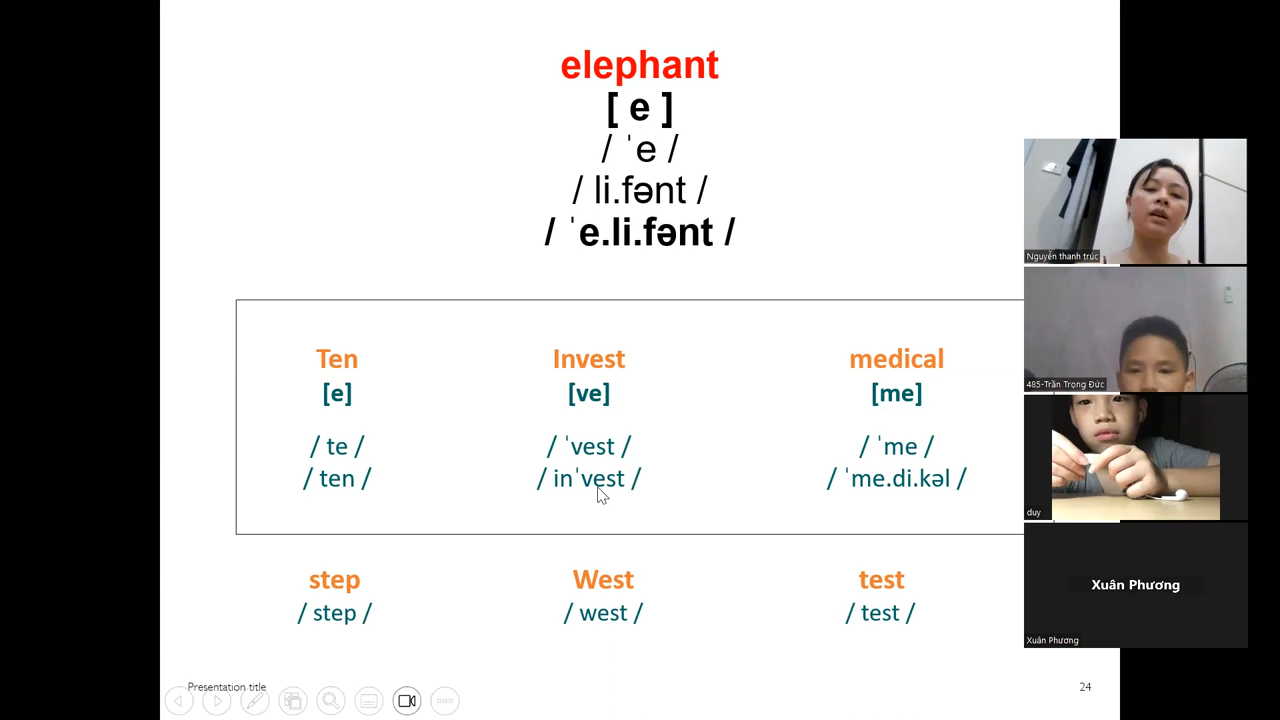 elephant
[ e ]
/ ˈe /
/ li.fənt /
/ ˈe.li.fənt /
Ten
[e]
/ te /
/ ten /
Invest
[ve]
/ ˈvest /
/ inˈvest /
medical
[me]
/ ˈme /
/ ˈme.di.kəl /
step
/ step /
West
/ west /
test
/ test /
Presentation title
24
Nguyễn thanh trúc
485-Trần Trọng Đức
duy
Xuân Phương
Xuân Phương